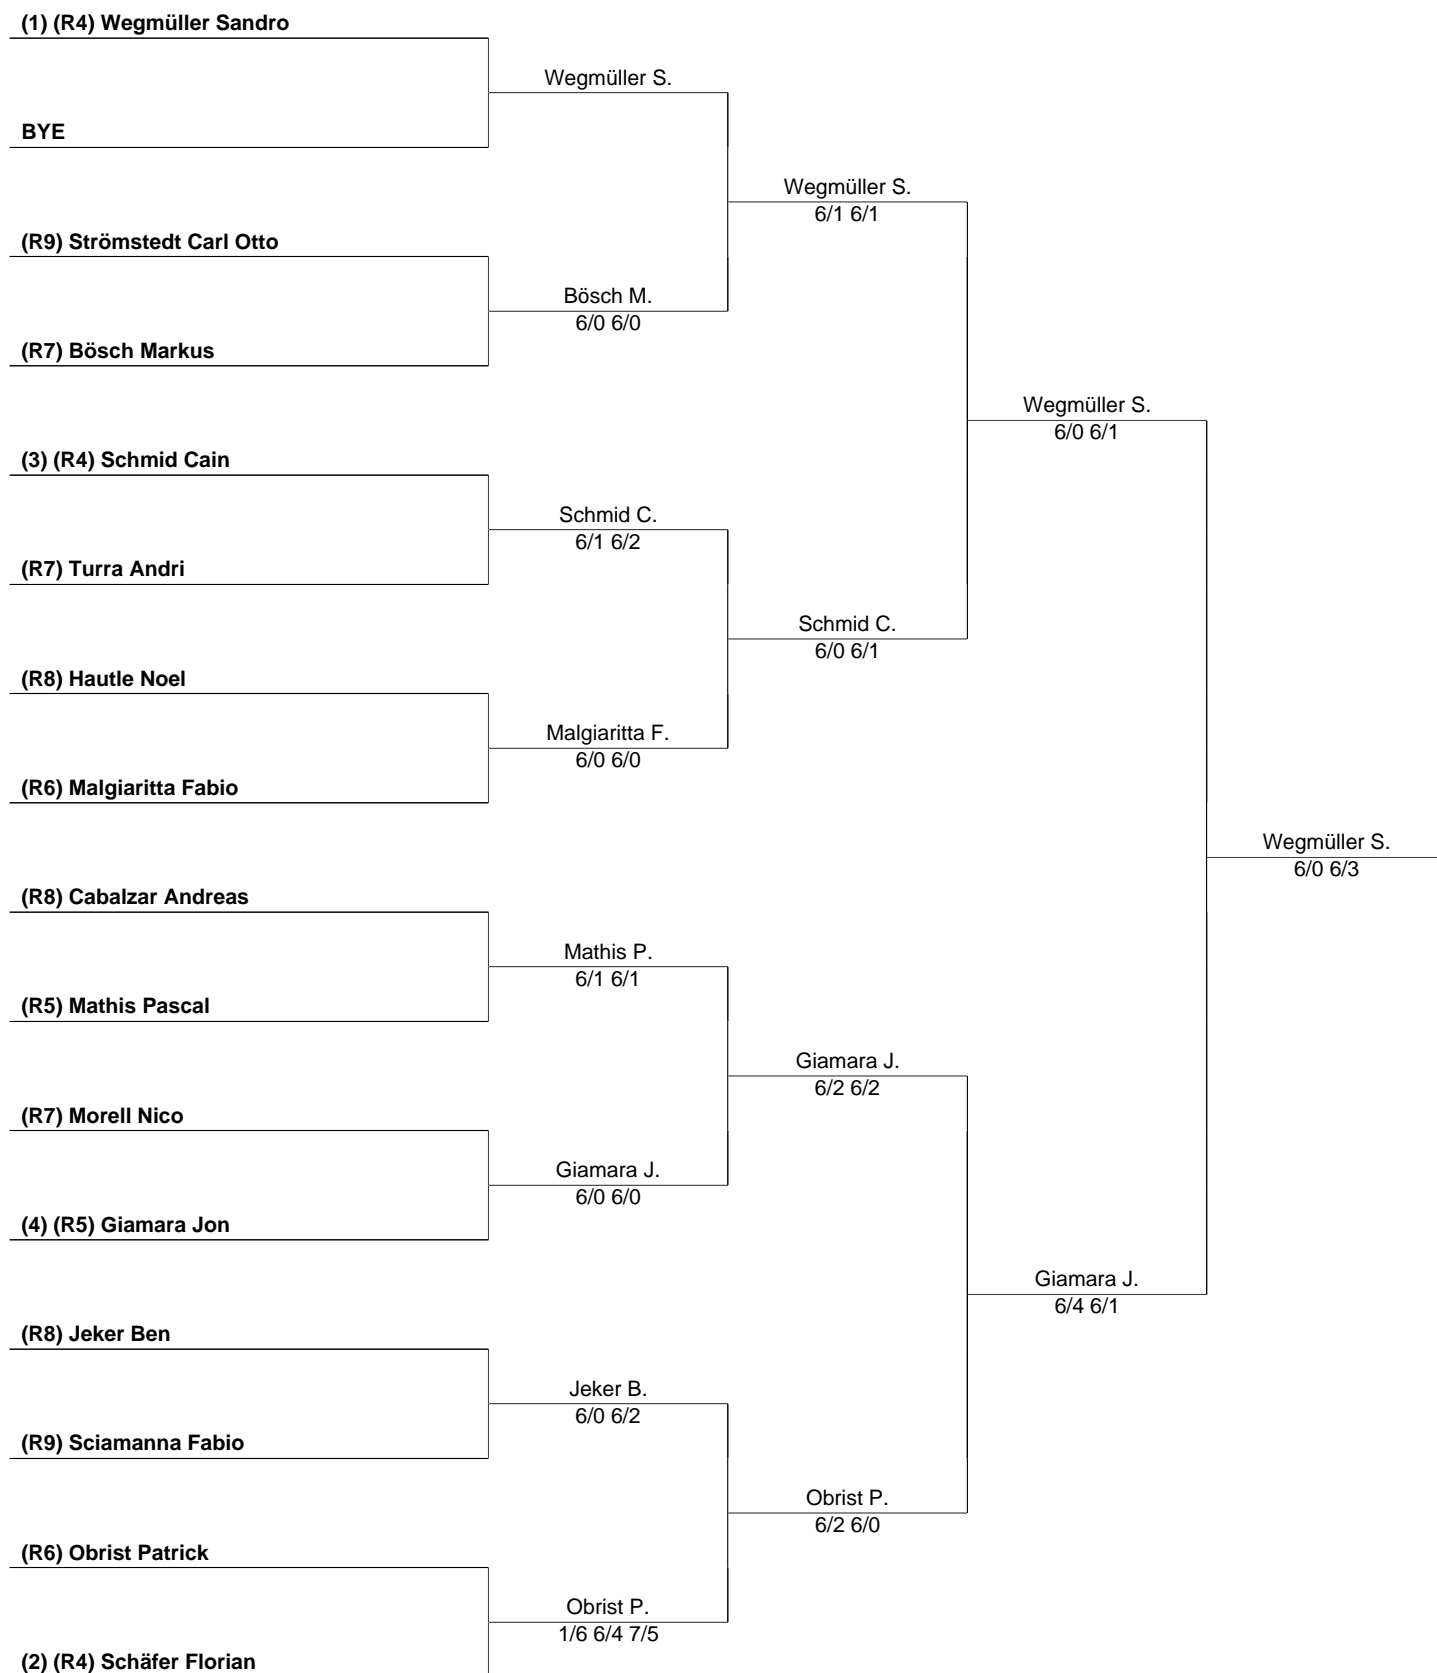 (1) (R4) Wegmüller Sandro
Wegmüller S.
BYE
Wegmüller S.
6/1 6/1
(R9) Strömstedt Carl Otto
Bösch M.
6/0 6/0
(R7) Bösch Markus
Wegmüller S.
6/0 6/1
(3) (R4) Schmid Cain
Schmid C.
6/1 6/2
(R7) Turra Andri
Schmid C.
6/0 6/1
(R8) Hautle Noel
Malgiaritta F.
6/0 6/0
(R6) Malgiaritta Fabio
Wegmüller S.
6/0 6/3
(R8) Cabalzar Andreas
Mathis P.
6/1 6/1
(R5) Mathis Pascal
Giamara J.
6/2 6/2
(R7) Morell Nico
Giamara J.
6/0 6/0
(4) (R5) Giamara Jon
Giamara J.
6/4 6/1
(R8) Jeker Ben
Jeker B.
6/0 6/2
(R9) Sciamanna Fabio
Obrist P.
6/2 6/0
(R6) Obrist Patrick
Obrist P.
1/6 6/4 7/5
(2) (R4) Schäfer Florian